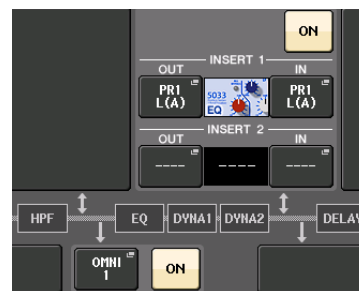 ON
INSERT 1
OUT IN
PR1
L(A)
5033
EQ
PR1
L(A)
INSERT 2
OUT IN
---- ---- ----
HPF EQ DYNA1 DYNA2 DELAY
OMNI
1
ON